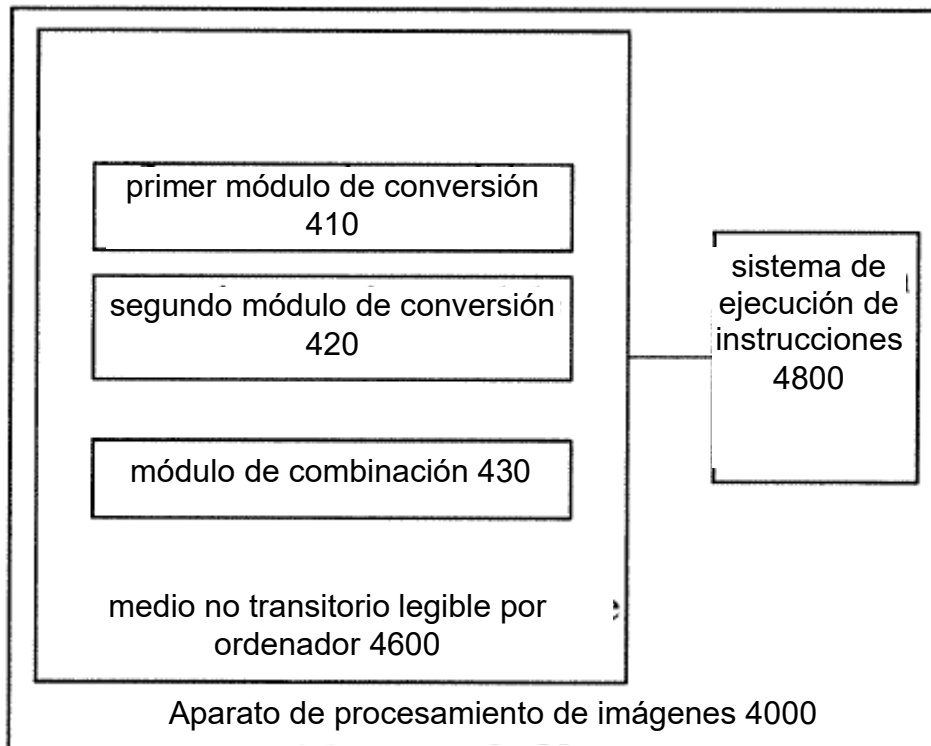 primer módulo de conversión
410
segundo módulo de conversión
420
sistema de
ejecución de
instrucciones
4800
módulo de combinación 430
medio no transitorio legible por
ordenador 4600
Aparato de procesamiento de imágenes 4000